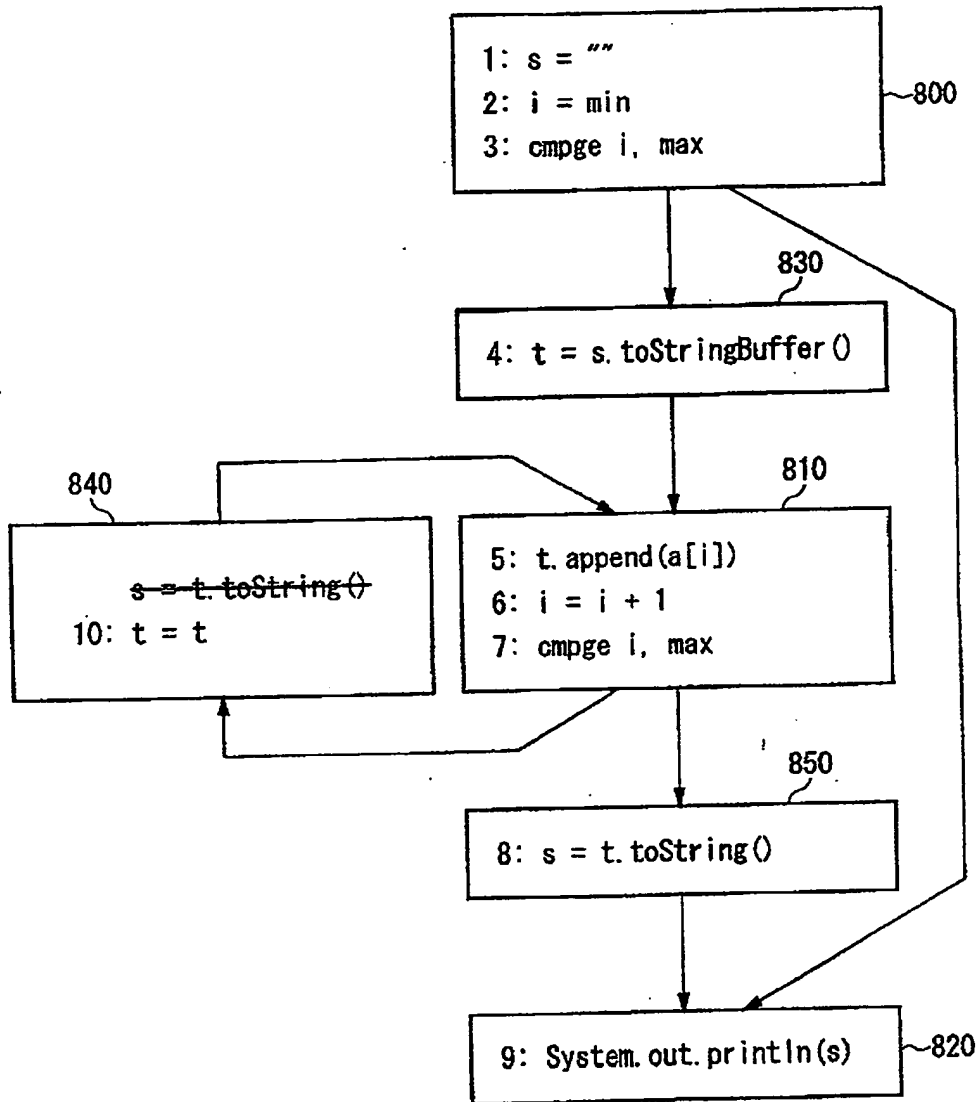 1: s = ""
2: i = min
3: cmpge i, max
800
830
4: t = s.toStringBuffer()
840
s = t.toString()
10: t = t
810
5: t.append(a[i])
6: i = i + 1
7: cmpge i, max
850
8: s = t.toString()
9: System.out.println(s)
820